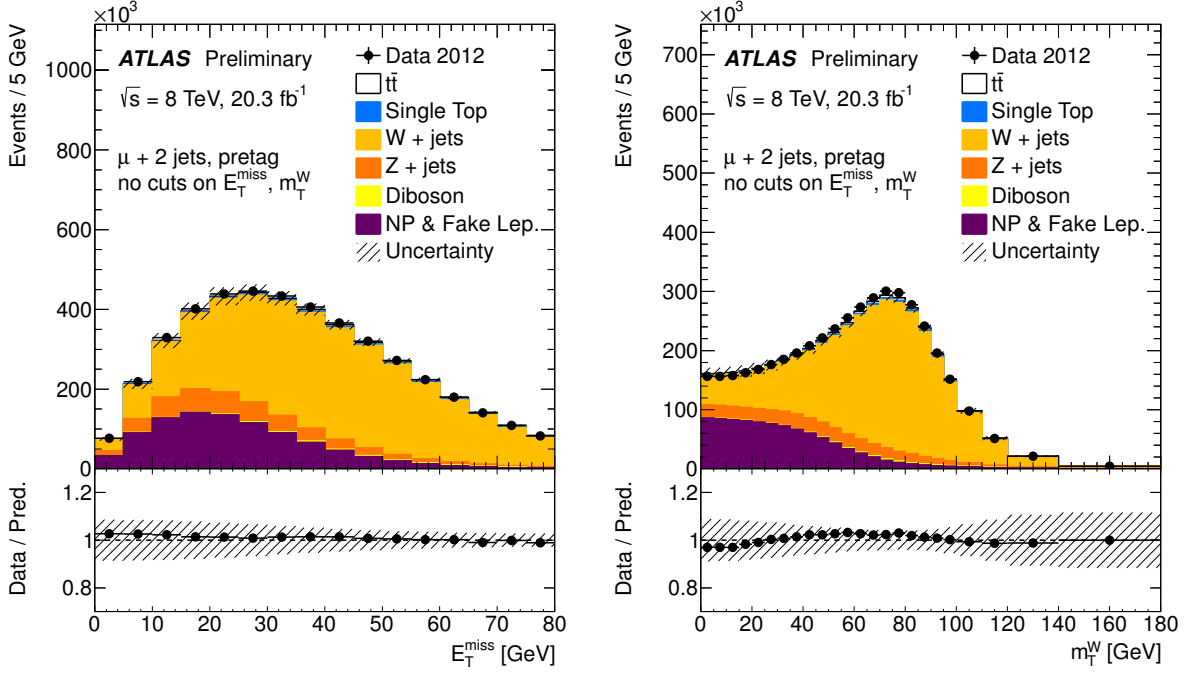 ×10³
Events / 5 GeV
1000
800
600
400
200
0
ATLAS Preliminary
√s = 8 TeV, 20.3 fb⁻¹
μ + 2 jets, pretag
no cuts on E_T^miss, m_T^W
Data 2012
tt̄
Single Top
W + jets
Z + jets
Diboson
NP & Fake Lep.
Uncertainty
Data / Pred.
1.2
1
0.8
0 10 20 30 40 50 60 70 80
E_T^miss [GeV]
×10³
Events / 5 GeV
700
600
500
400
300
200
100
0
ATLAS Preliminary
√s = 8 TeV, 20.3 fb⁻¹
μ + 2 jets, pretag
no cuts on E_T^miss, m_T^W
Data 2012
tt̄
Single Top
W + jets
Z + jets
Diboson
NP & Fake Lep.
Uncertainty
Data / Pred.
1.2
1
0.8
0 20 40 60 80 100 120 140 160 180
m_T^W [GeV]